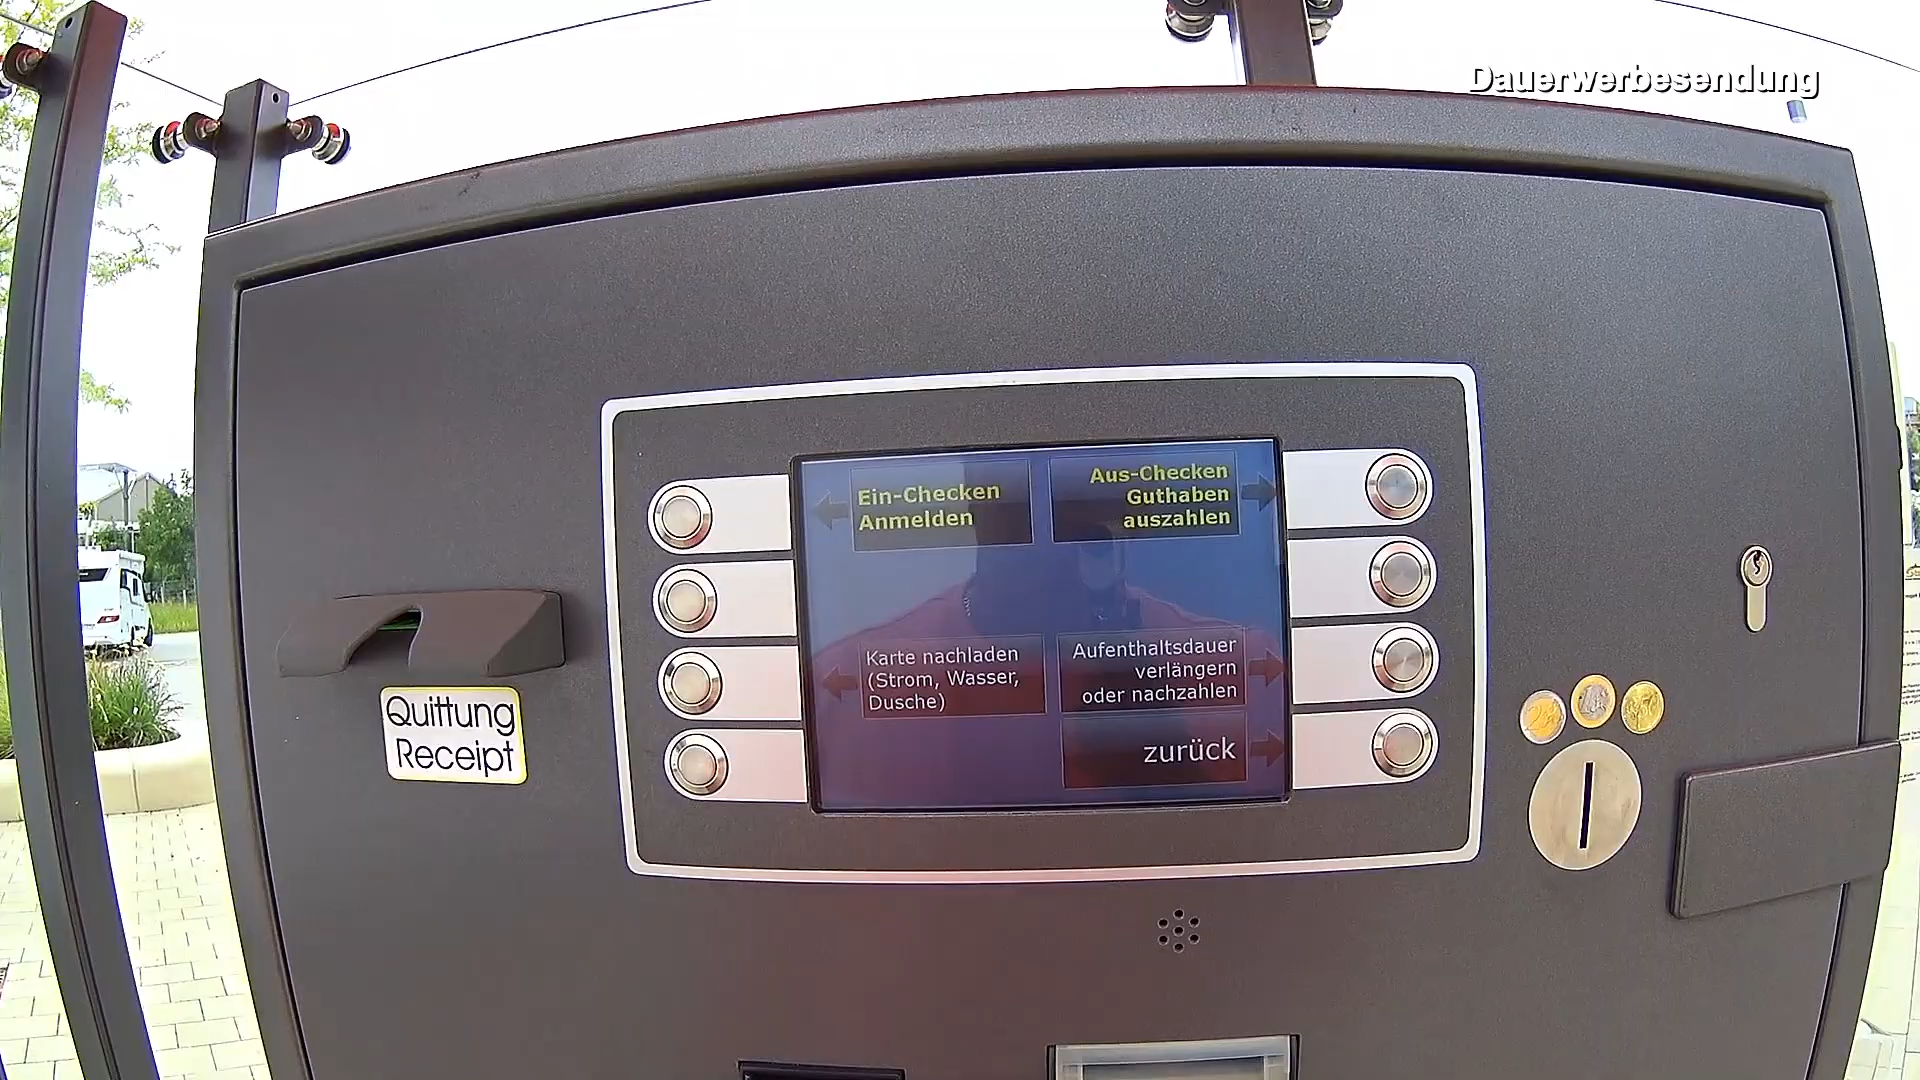 Dauerwerbesendung
Ein-Checken
Anmelden
Aus-Checken
Guthaben
auszahlen
Karte nachladen
(Strom, Wasser,
Dusche)
Aufenthaltsdauer
verlängern
oder nachzahlen
zurück
Quittung
Receipt